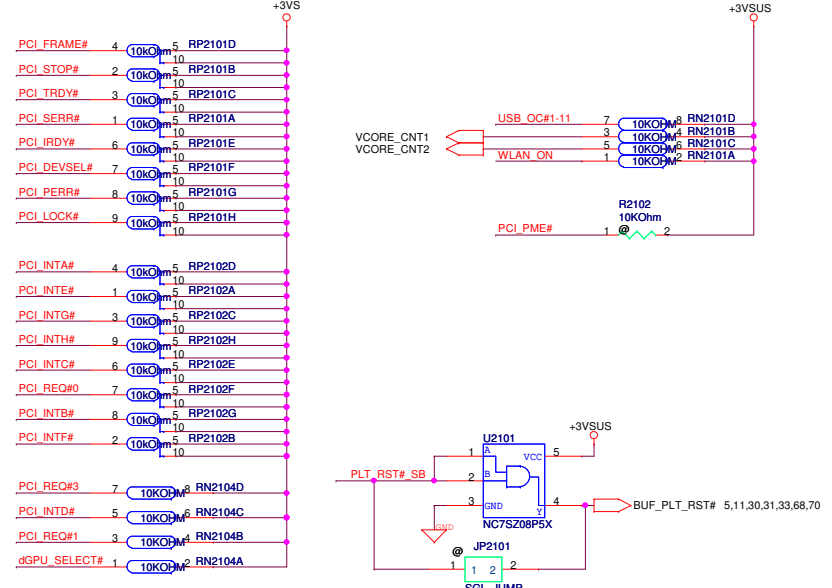 +3VS
PCI_FRAME# 4 10kOhm 5 RP2101D
10
PCI_STOP# 2 10kOhm 5 RP2101B
10
PCI_TRDY# 3 10kOhm 5 RP2101C
10
PCI_SERR# 1 10kOhm 5 RP2101A
10
PCI_IRDY# 6 10kOhm 5 RP2101E
10
PCI_DEVSEL# 7 10kOhm 5 RP2101F
10
PCI_PERR# 8 10kOhm 5 RP2101G
10
PCI_LOCK# 9 10kOhm 5 RP2101H
10
PCI_INTA# 4 10kOhm 5 RP2102D
10
PCI_INTE# 1 10kOhm 5 RP2102A
10
PCI_INTG# 3 10kOhm 5 RP2102C
10
PCI_INTH# 9 10kOhm 5 RP2102H
10
PCI_INTC# 6 10kOhm 5 RP2102E
10
PCI_REQ#0 7 10kOhm 5 RP2102F
10
PCI_INTB# 8 10kOhm 5 RP2102G
10
PCI_INTF# 2 10kOhm 5 RP2102B
10
PCI_REQ#3 7 10KOHM 8 RN2104D
PCI_INTD# 5 10KOHM 6 RN2104C
PCI_REQ#1 3 10KOHM 4 RN2104B
dGPU_SELECT# 1 10KOHM 2 RN2104A
+3VSUS
USB_OC#1-11 7 10KOHM 8 RN2101D
VCORE_CNT1 3 10KOHM 4 RN2101B
VCORE_CNT2 5 10KOHM 6 RN2101C
WLAN_ON 1 10KOHM 2 RN2101A
R2102
10KOhm
PCI_PME# 1 @ 2
+3VSUS
U2101
1 A VCC 5
PLT_RST#_SB 2 B
3 GND Y 4 BUF_PLT_RST# 5,11,30,31,33,68,70
GND
NC7SZ08P5X
@ JP2101
1 1 2 2
SGL_JUMP